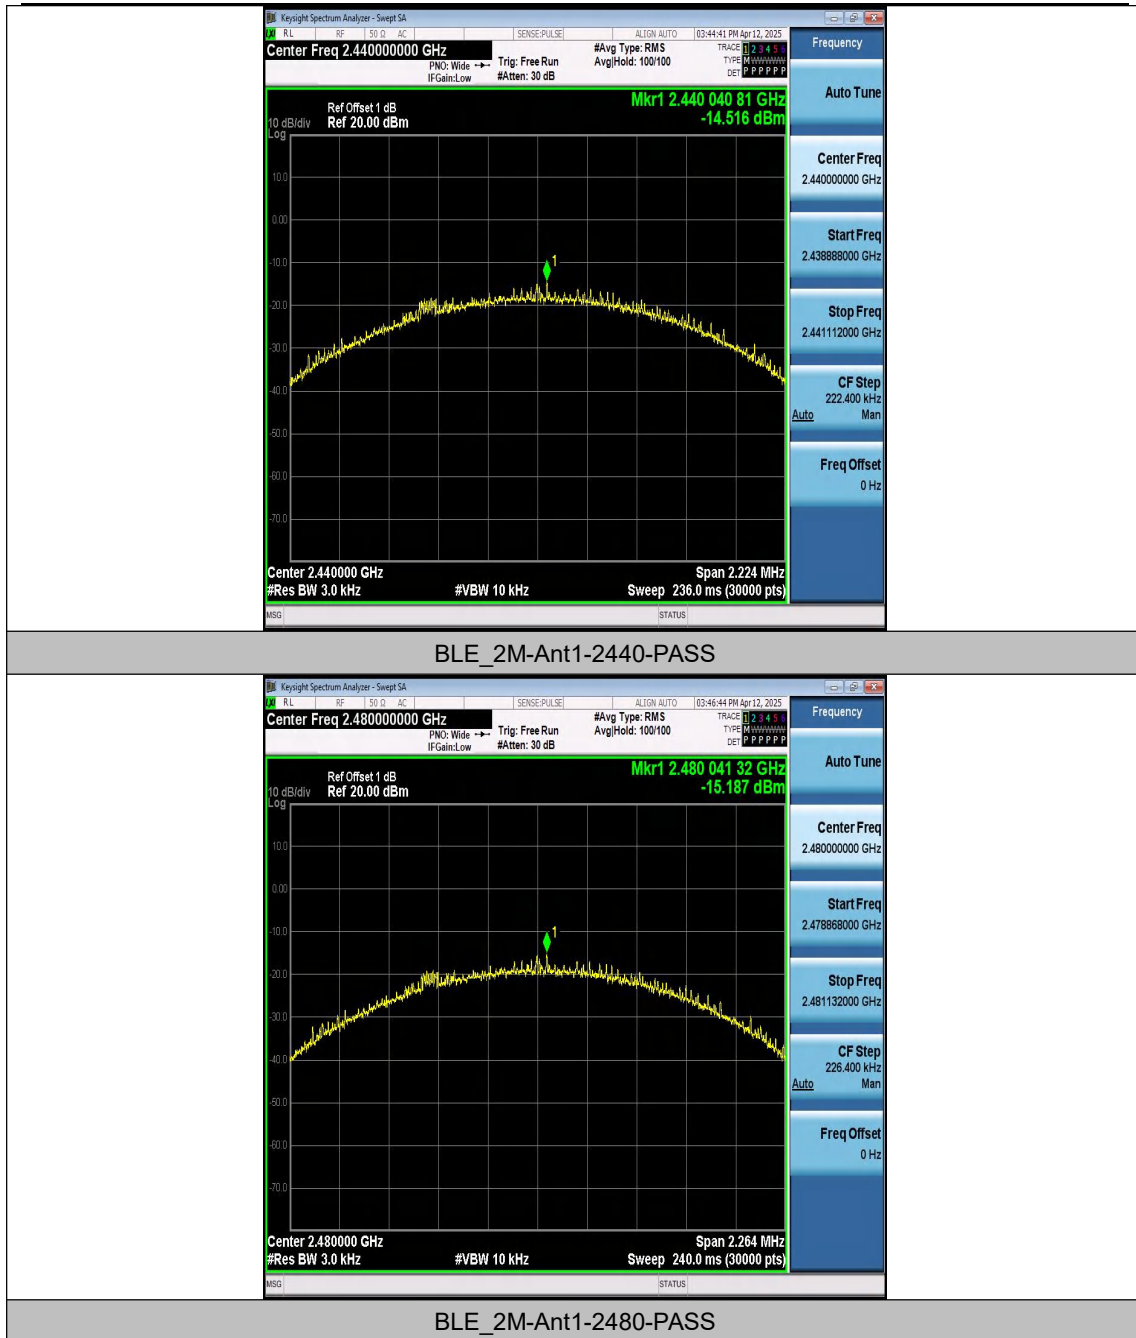 Keysight Spectrum Analyzer - Swept SA
RL RF 50 Ω AC SENSE:PULSE ALIGN AUTO 03:44:41 PM Apr 12, 2025
Center Freq 2.440000000 GHz #Avg Type: RMS TRACE 1 2 3 4 5 6
PNO: Wide Trig: Free Run Avg|Hold: 100/100 TYPE M WWWWW
IFGain:Low #Atten: 30 dB DET P P P P P P
Mkr1 2.440 040 81 GHz
-14.516 dBm
Ref Offset 1 dB
10 dB/div Ref 20.00 dBm
Log
10.0
0.00
1
-10.0
-20.0
-30.0
-40.0
-50.0
-60.0
-70.0
Center 2.440000 GHz Span 2.224 MHz
#Res BW 3.0 kHz #VBW 10 kHz Sweep 236.0 ms (30000 pts)
MSG STATUS
Frequency
Auto Tune
Center Freq
2.440000000 GHz
Start Freq
2.438888000 GHz
Stop Freq
2.441112000 GHz
CF Step
222.400 kHz
Auto Man
Freq Offset
0 Hz
BLE_2M-Ant1-2440-PASS
Keysight Spectrum Analyzer - Swept SA
RL RF 50 Ω AC SENSE:PULSE ALIGN AUTO 03:46:44 PM Apr 12, 2025
Center Freq 2.480000000 GHz #Avg Type: RMS TRACE 1 2 3 4 5 6
PNO: Wide Trig: Free Run Avg|Hold: 100/100 TYPE M WWWWW
IFGain:Low #Atten: 30 dB DET P P P P P P
Mkr1 2.480 041 32 GHz
-15.187 dBm
Ref Offset 1 dB
10 dB/div Ref 20.00 dBm
Log
10.0
0.00
1
-10.0
-20.0
-30.0
-40.0
-50.0
-60.0
-70.0
Center 2.480000 GHz Span 2.264 MHz
#Res BW 3.0 kHz #VBW 10 kHz Sweep 240.0 ms (30000 pts)
MSG STATUS
Frequency
Auto Tune
Center Freq
2.480000000 GHz
Start Freq
2.478868000 GHz
Stop Freq
2.481132000 GHz
CF Step
226.400 kHz
Auto Man
Freq Offset
0 Hz
BLE_2M-Ant1-2480-PASS